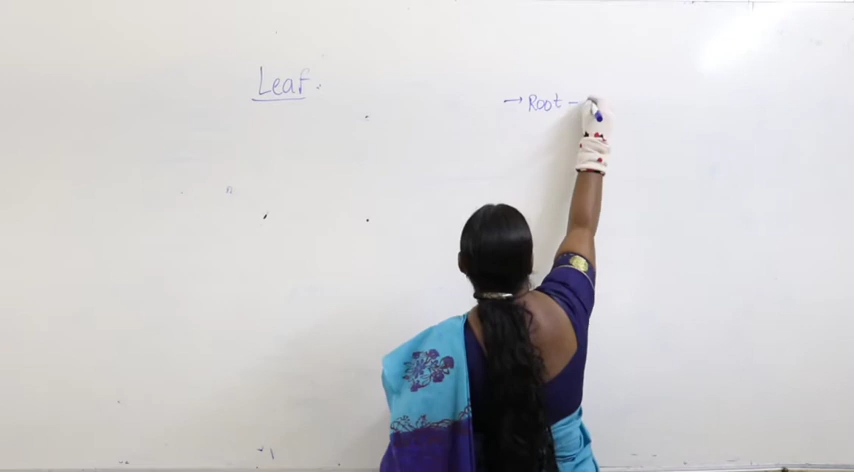 Leaf.
→ Root –